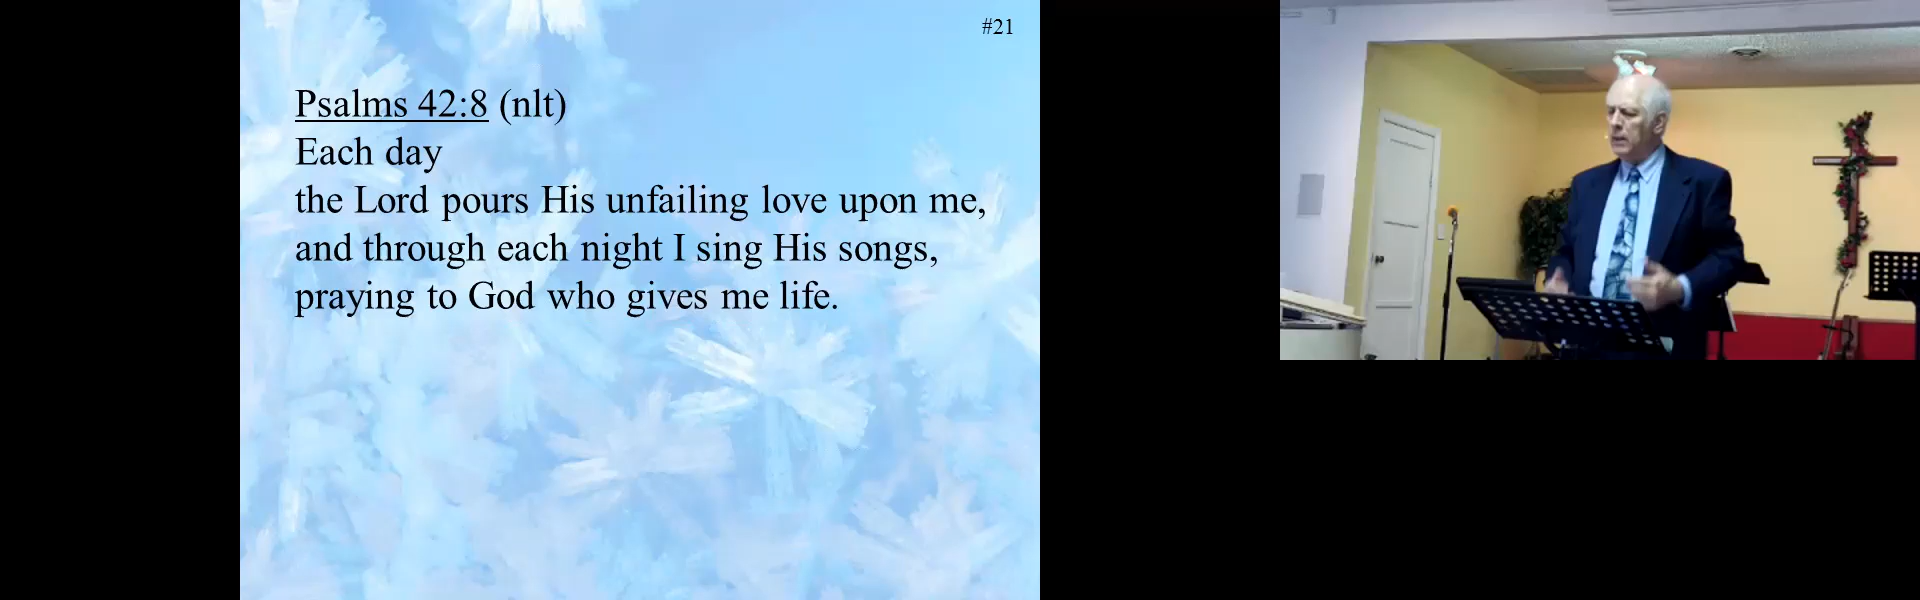 #21
Psalms 42:8 (nlt)
Each day
the Lord pours His unfailing love upon me,
and through each night I sing His songs,
praying to God who gives me life.